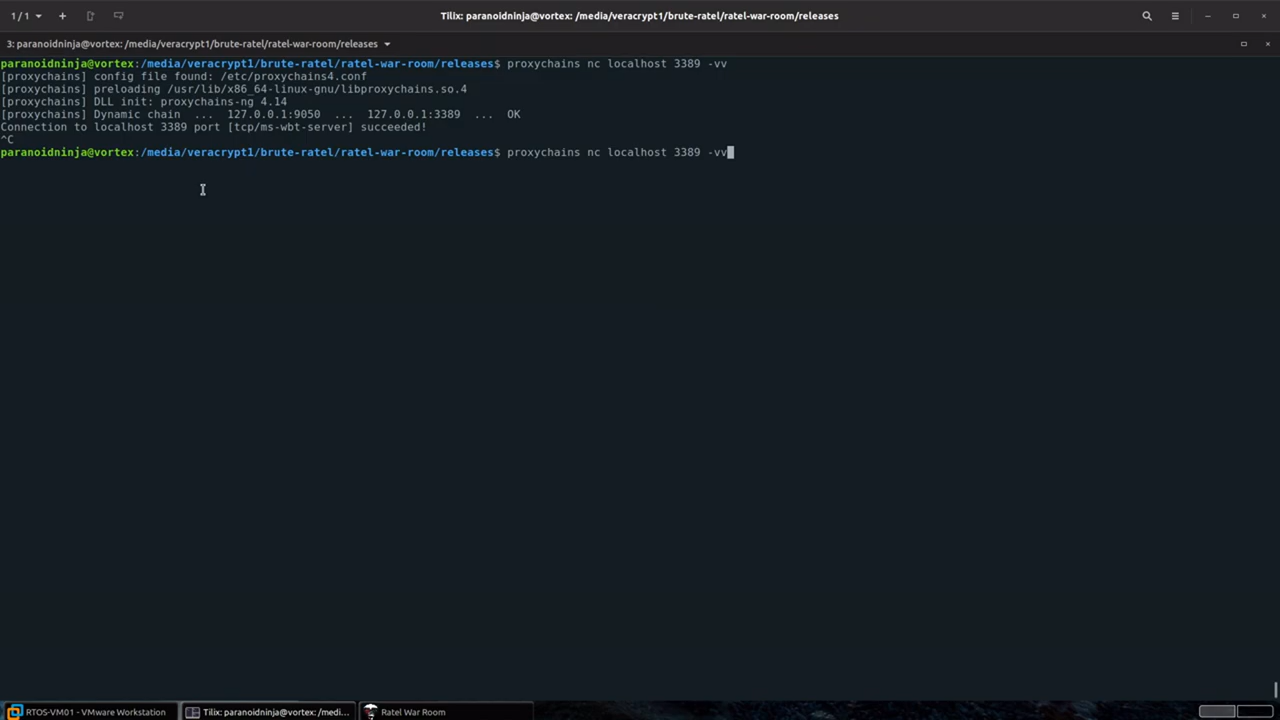 1/1
Tilix: paranoidninja@vortex: /media/veracrypt1/brute-ratel/ratel-war-room/releases
3: paranoidninja@vortex: /media/veracrypt1/brute-ratel/ratel-war-room/releases
paranoidninja@vortex:/media/veracrypt1/brute-ratel/ratel-war-room/releases$ proxychains nc localhost 3389 -vv
[proxychains] config file found: /etc/proxychains4.conf
[proxychains] preloading /usr/lib/x86_64-linux-gnu/libproxychains.so.4
[proxychains] DLL init: proxychains-ng 4.14
[proxychains] Dynamic chain  ...  127.0.0.1:9050  ...  127.0.0.1:3389  ...  OK
Connection to localhost 3389 port [tcp/ms-wbt-server] succeeded!
^C
paranoidninja@vortex:/media/veracrypt1/brute-ratel/ratel-war-room/releases$ proxychains nc localhost 3389 -vv
RTOS-VM01 - VMware Workstation
Tilix: paranoidninja@vortex: /medi...
Ratel War Room